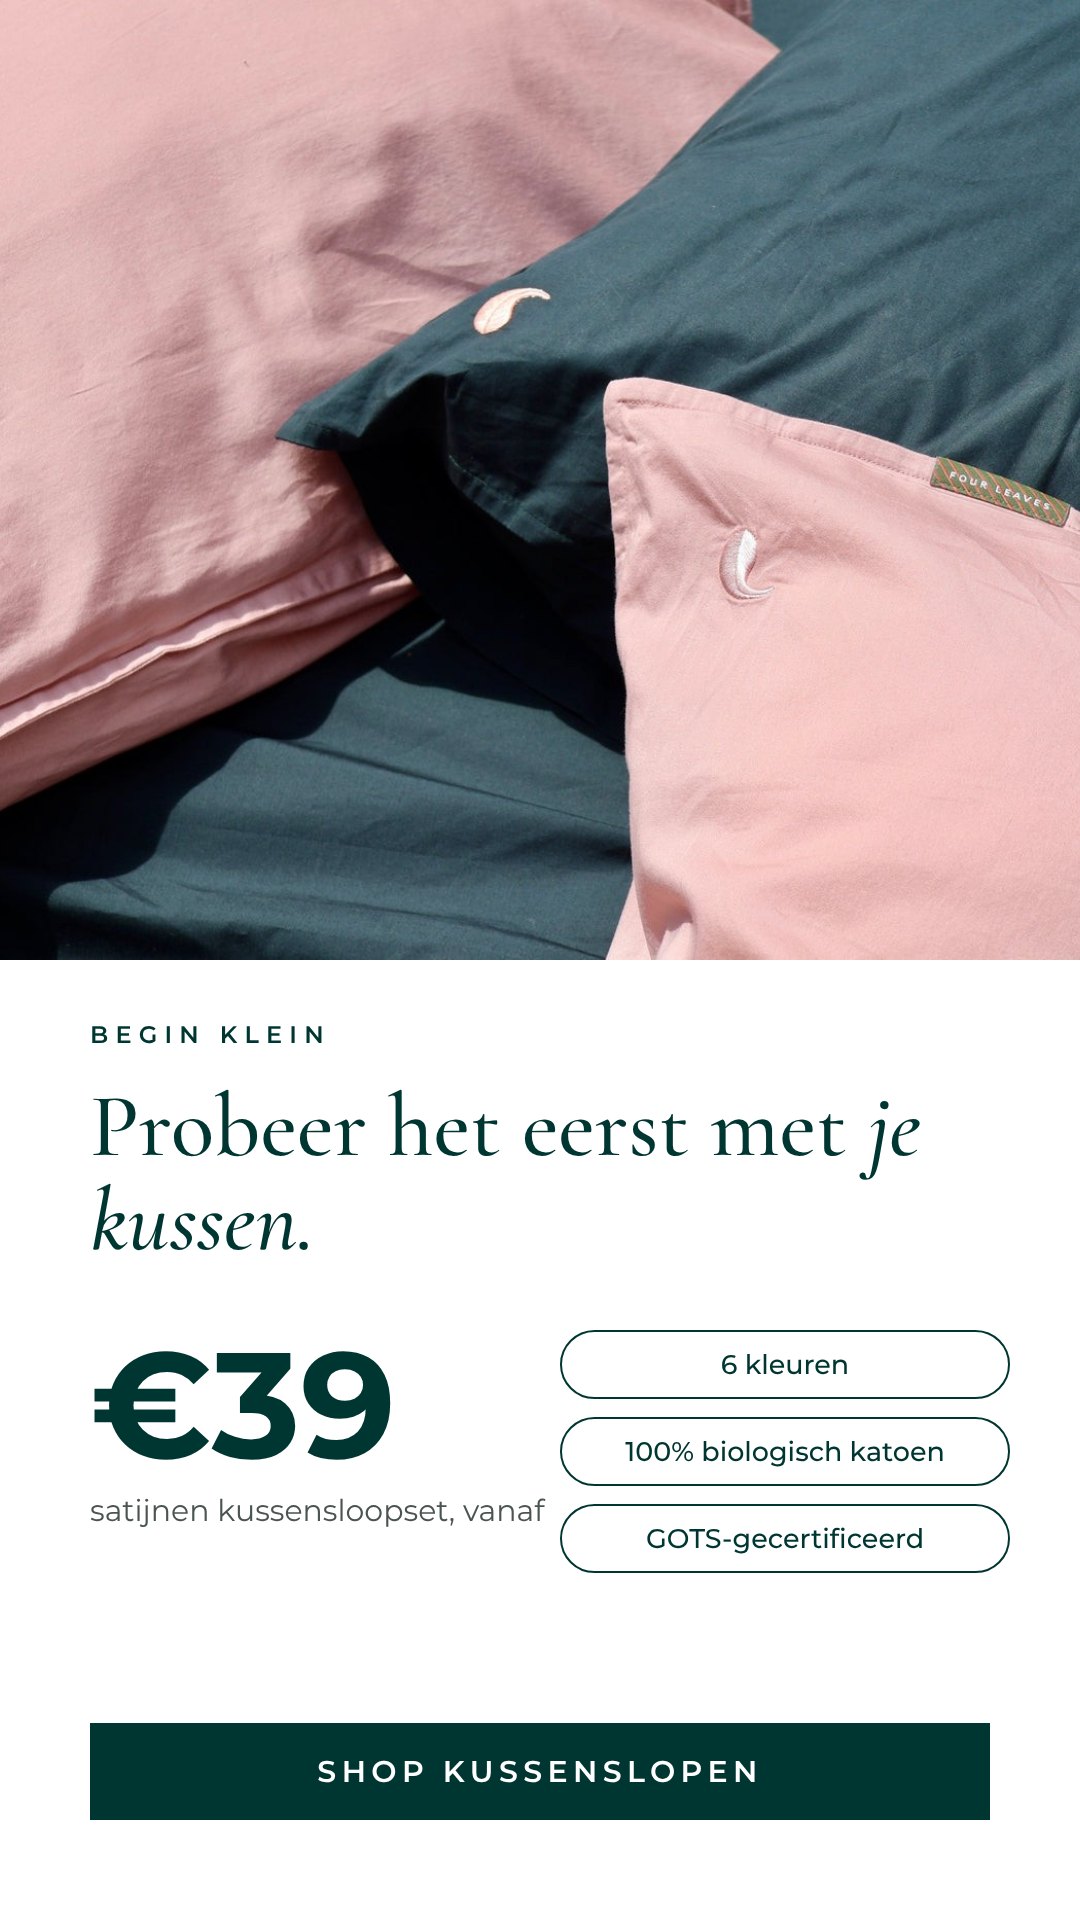 FOUR LEAVES
BEGIN KLEIN
Probeer het eerst met je
kussen.
€39
satijnen kussensloopset, vanaf
6 kleuren
100% biologisch katoen
GOTS-gecertificeerd
SHOP KUSSENSLOPEN